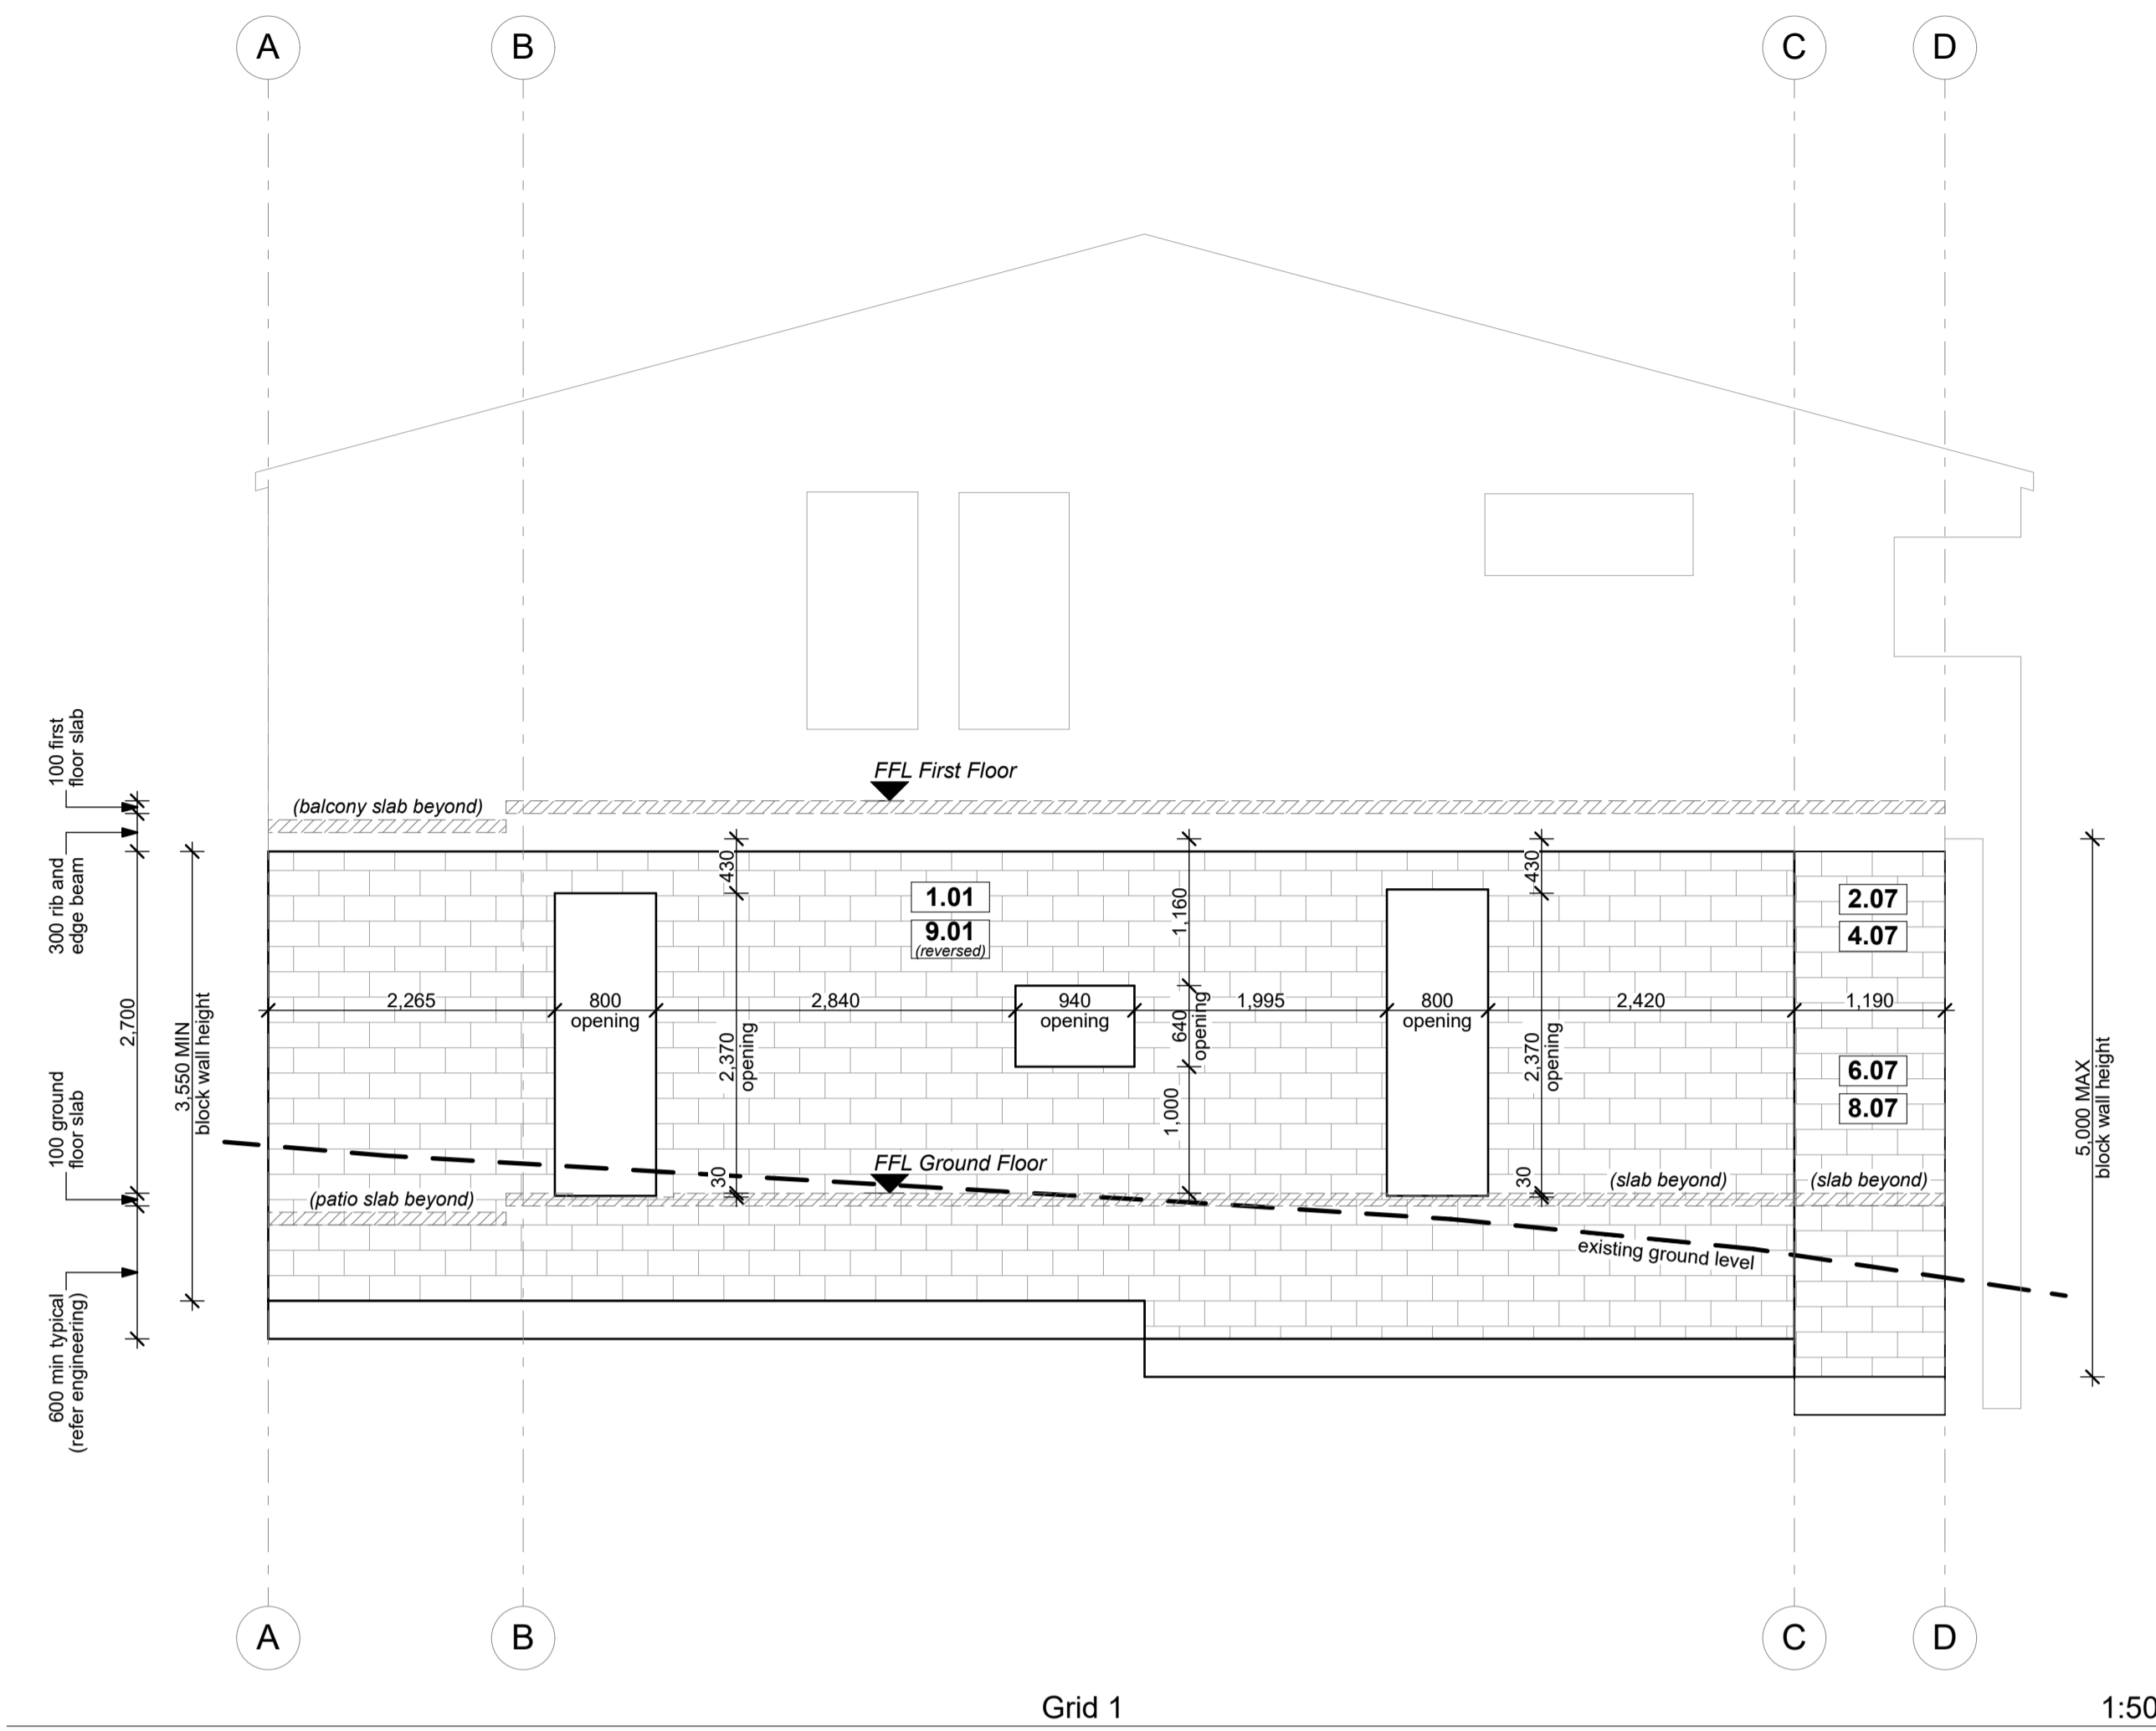 A
B
C
D
100 first
floor slab
FFL First Floor
(balcony slab beyond)
300 rib and
edge beam
430
430
1,160
1.01
9.01
(reversed)
2.07
4.07
2,265
800
opening
2,840
940
opening
1,995
800
opening
2,420
1,190
2,700
3,550 MIN
block wall height
2,370
opening
640
opening
2,370
opening
5,000 MAX
block wall height
6.07
8.07
1,000
100 ground
floor slab
FFL Ground Floor
30
30
(patio slab beyond)
(slab beyond)
(slab beyond)
existing ground level
600 min typical
(refer engineering)
A
B
C
D
Grid 1
1:50